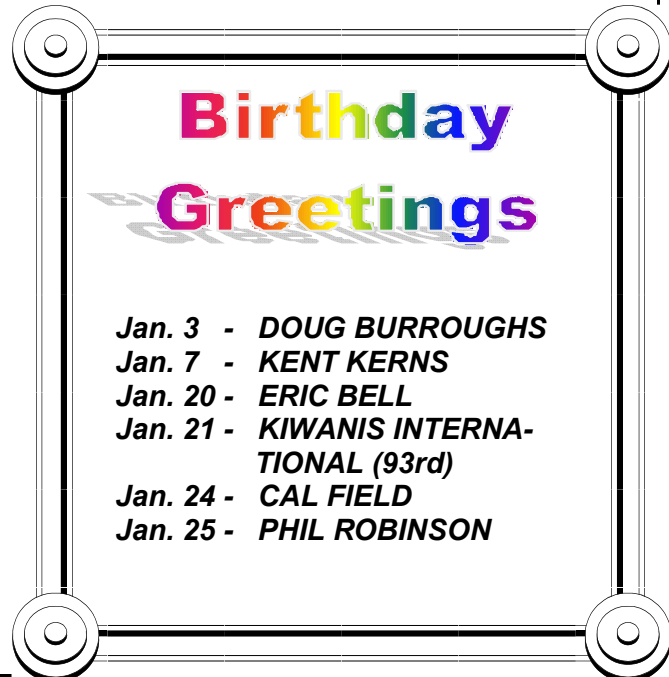 Birthday
Greetings
Jan. 3 - DOUG BURROUGHS
Jan. 7 - KENT KERNS
Jan. 20 - ERIC BELL
Jan. 21 - KIWANIS INTERNA-
TIONAL (93rd)
Jan. 24 - CAL FIELD
Jan. 25 - PHIL ROBINSON